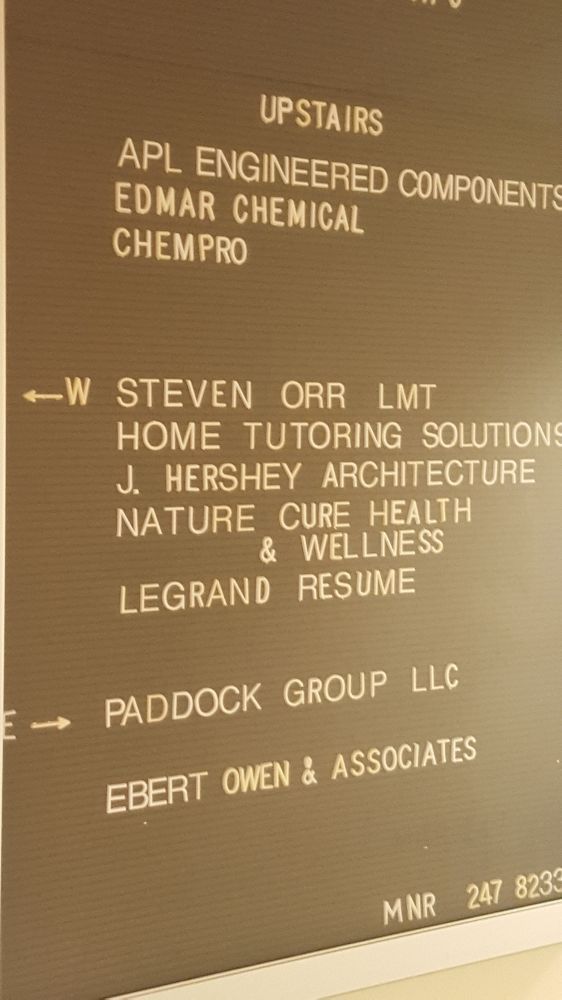 UPSTAIRS
APL ENGINEERED COMPONENTS
EDMAR CHEMICAL
CHEMPRO
←W STEVEN ORR LMT
HOME TUTORING SOLUTIONS
J. HERSHEY ARCHITECTURE
NATURE CURE HEALTH
& WELLNESS
LEGRAND RESUME
E → PADDOCK GROUP LLC
EBERT OWEN & ASSOCIATES
MNR 247 8233